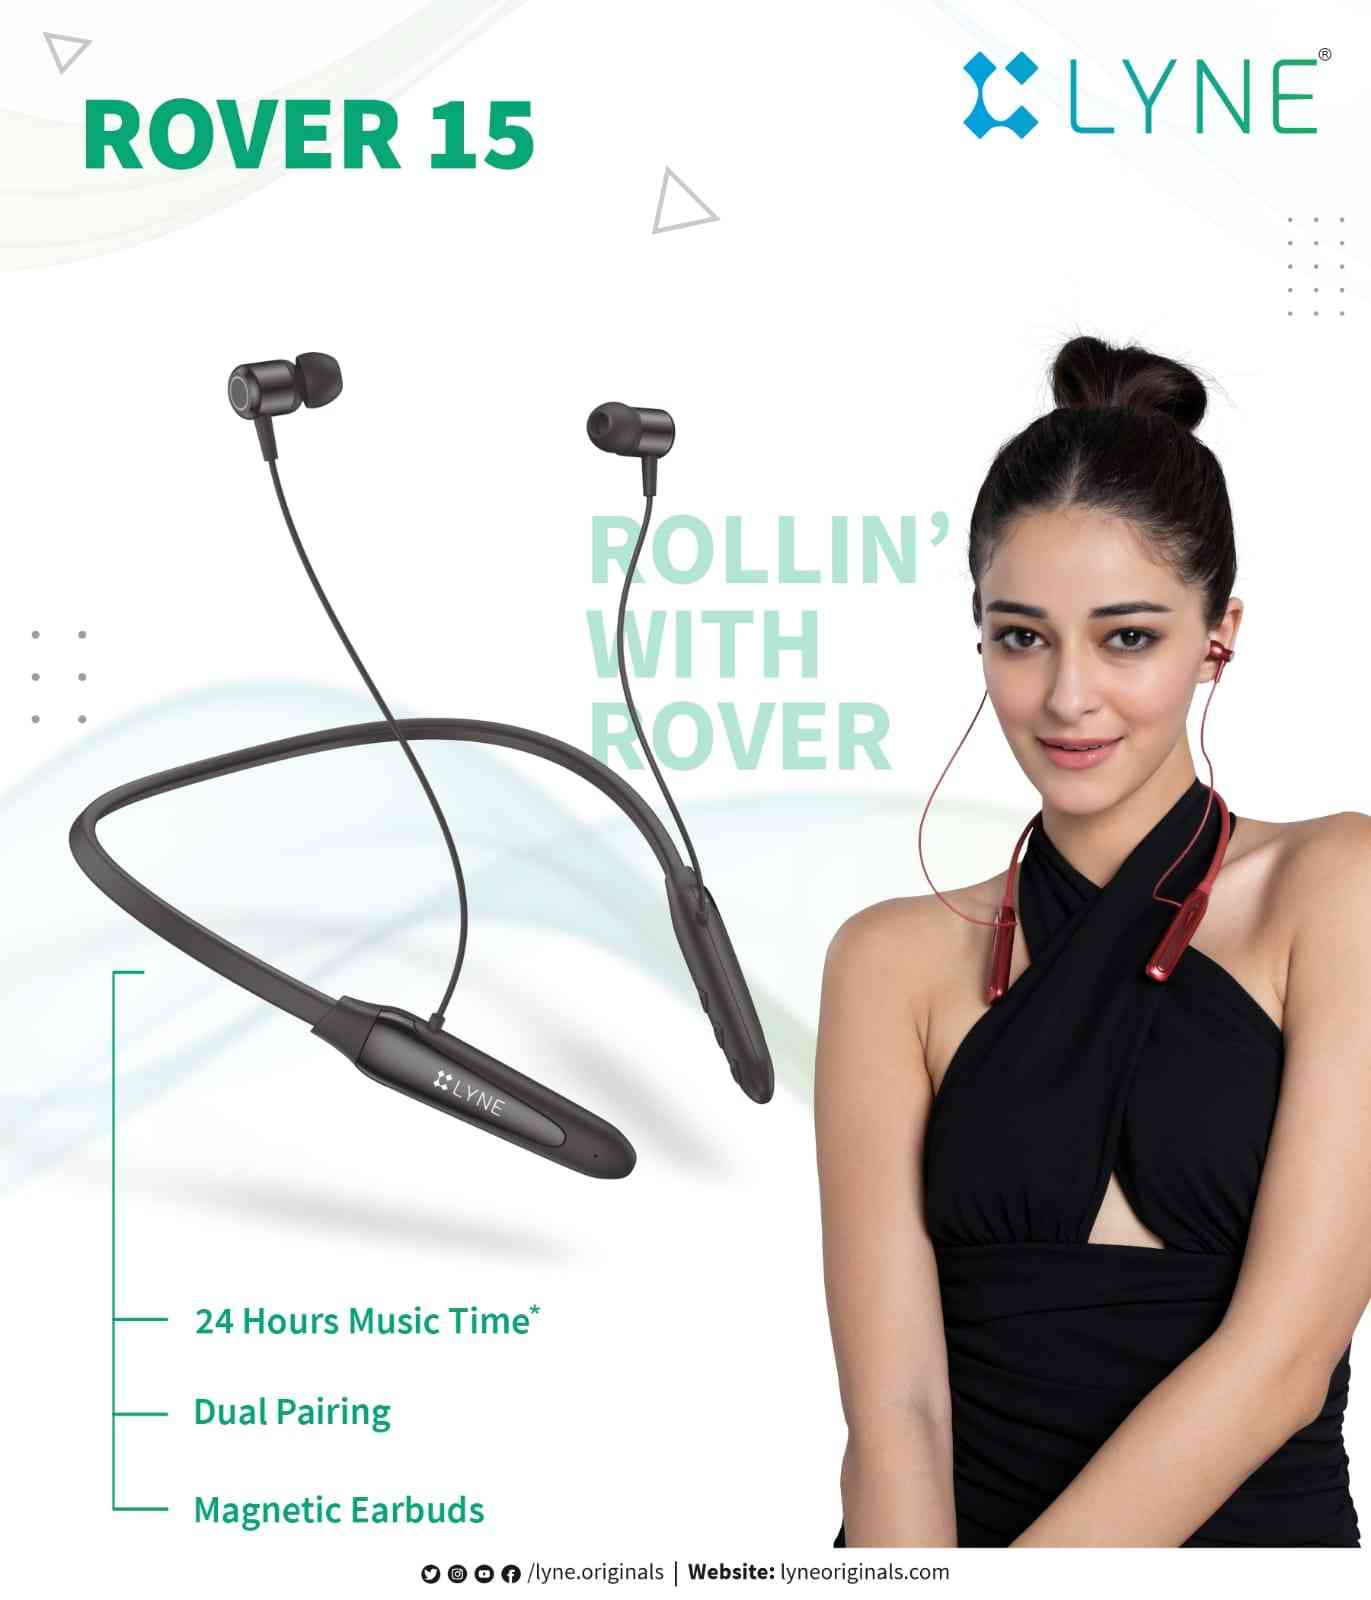 ROVER 15
LYNE®
ROLLIN’
WITH
ROVER
LYNE
24 Hours Music Time*
Dual Pairing
Magnetic Earbuds
/lyne.originals | Website: lyneoriginals.com